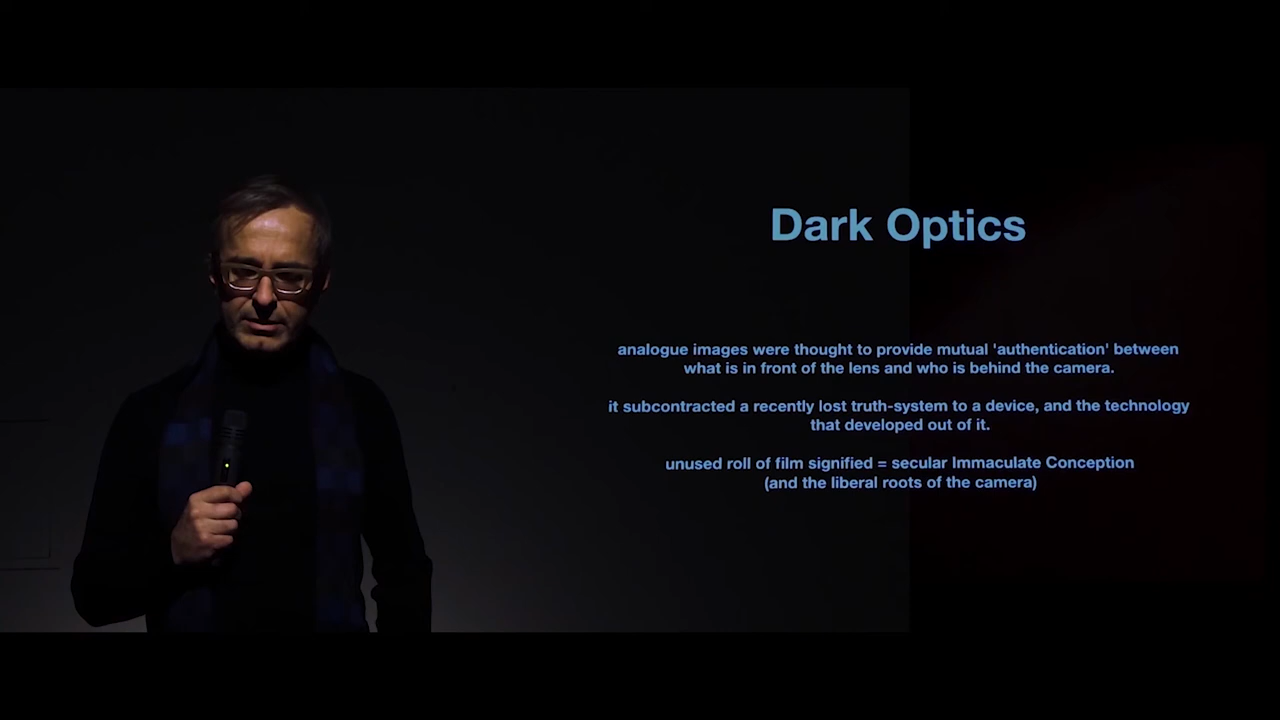 Dark Optics
analogue images were thought to provide mutual 'authentication' between
what is in front of the lens and who is behind the camera.
it subcontracted a recently lost truth-system to a device, and the technology
that developed out of it.
unused roll of film signified = secular Immaculate Conception
(and the liberal roots of the camera)